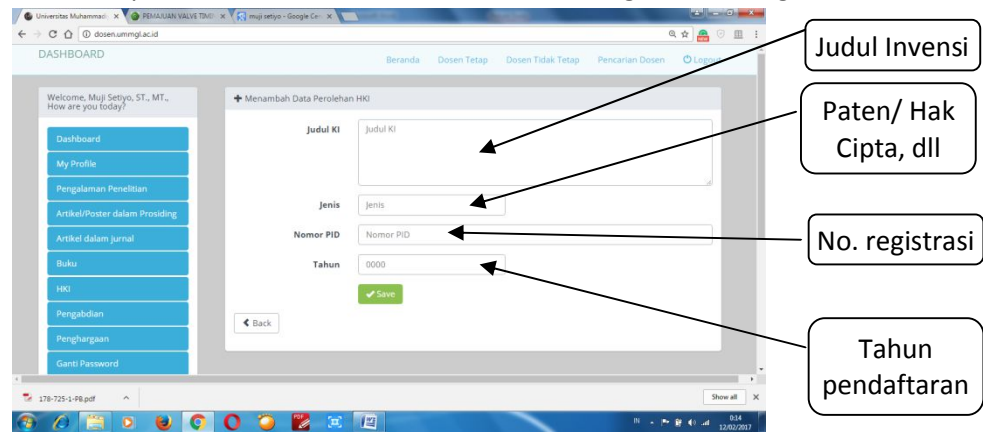 Universitas Muhammadi
PEMAJUAN VALVE TIMI
muji setiyo - Google Ce
dosen.ummgl.ac.id
DASHBOARD
Beranda Dosen Tetap Dosen Tidak Tetap Pencarian Dosen Logout
Welcome, Muji Setiyo, ST., MT.,
How are you today?
Dashboard
My Profile
Pengalaman Penelitian
Artikel/Poster dalam Prosiding
Artikel dalam jurnal
Buku
HKI
Pengabdian
Penghargaan
Ganti Password
Menambah Data Perolehan HKI
Judul KI Judul KI
Jenis Jenis
Nomor PID Nomor PID
Tahun 0000
Save
Back
Judul Invensi
Paten/ Hak
Cipta, dll
No. registrasi
Tahun
pendaftaran
178-725-1-PB.pdf
Show all
IN
0:14
12/02/2017